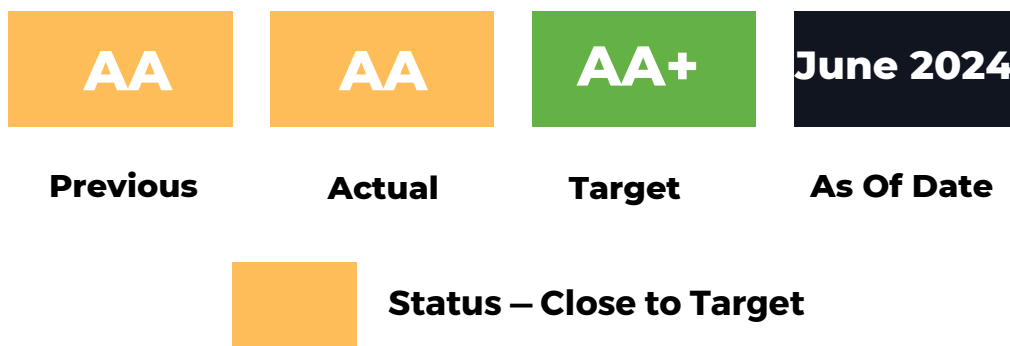 AA
AA
AA+
June 2024
Previous
Actual
Target
As Of Date
Status – Close to Target